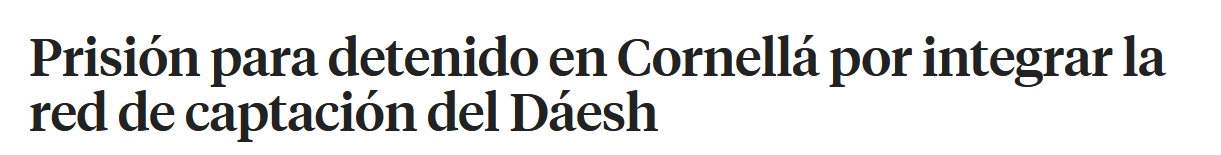 Prisión para detenido en Cornellá por integrar la
red de captación del Dáesh